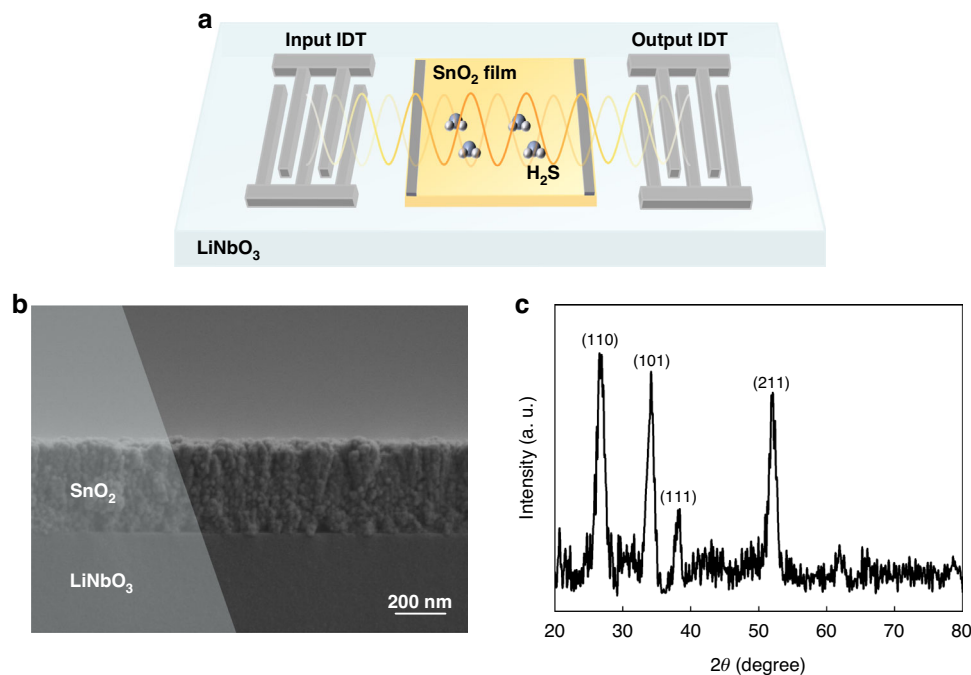 a
Input IDT
Output IDT
SnO₂ film
H₂S
LiNbO₃
b
SnO₂
LiNbO₃
200 nm
c
(110)
(101)
(211)
(111)
Intensity (a. u.)
20 30 40 50 60 70 80
2θ (degree)